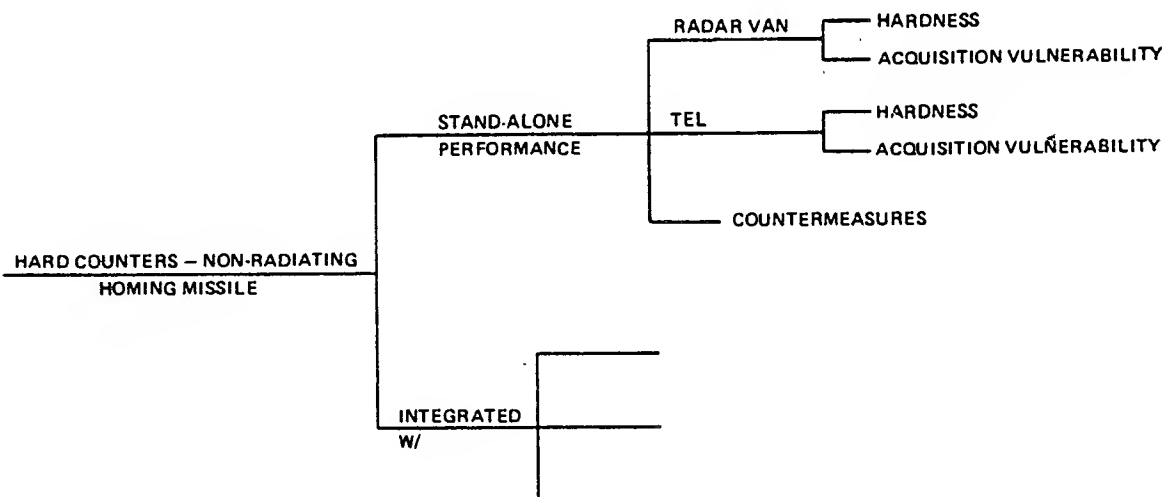 RADAR VAN
HARDNESS
ACQUISITION VULNERABILITY
STAND-ALONE
PERFORMANCE
TEL
HARDNESS
ACQUISITION VULNERABILITY
COUNTERMEASURES
HARD COUNTERS – NON-RADIATING
HOMING MISSILE
INTEGRATED
W/